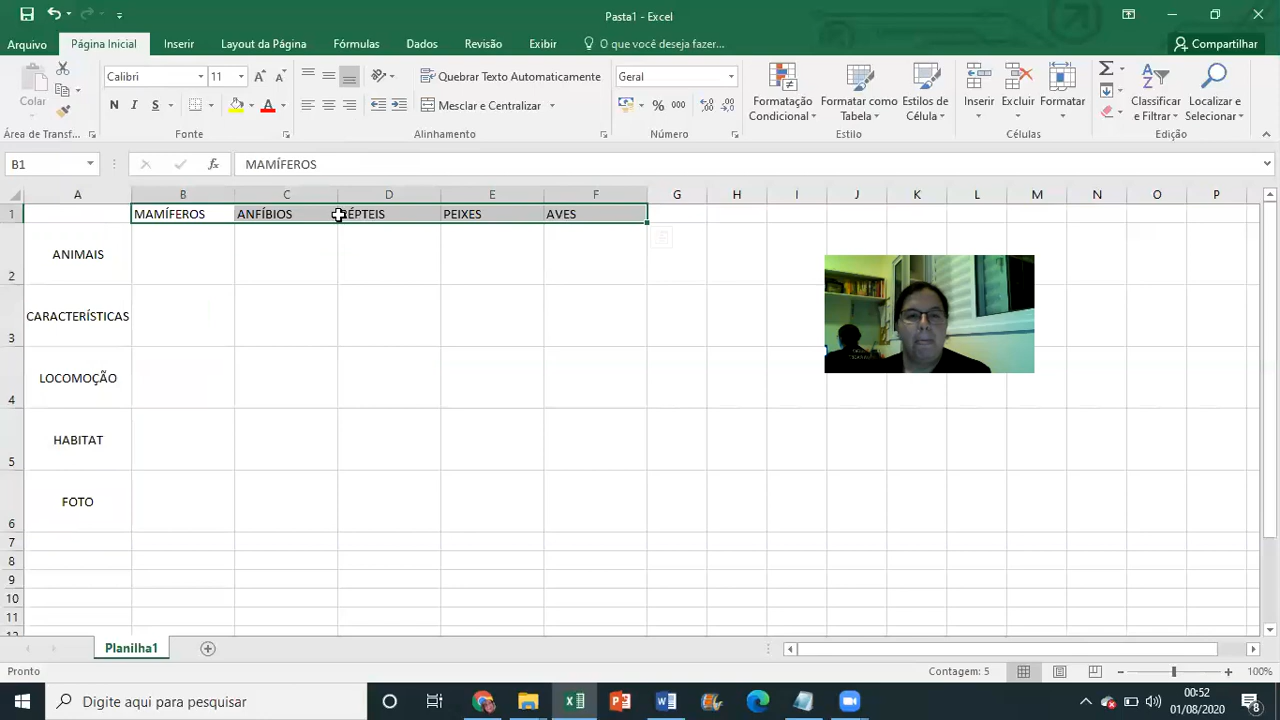 Pasta1 - Excel
Arquivo Página Inicial Inserir Layout da Página Fórmulas Dados Revisão Exibir O que você deseja fazer... Compartilhar
Calibri 11 Quebrar Texto Automaticamente Geral
Colar N I S Mesclar e Centralizar % 000 Formatação Condicional Formatar como Tabela Estilos de Célula Inserir Excluir Formatar Classificar e Filtrar Localizar e Selecionar
Área de Transf... Fonte Alinhamento Número Estilo Células Edição
B1 fx MAMÍFEROS
A B C D E F G H I J K L M N O P
1 MAMÍFEROS ANFÍBIOS RÉPTEIS PEIXES AVES
2 ANIMAIS
3 CARACTERÍSTICAS
4 LOCOMOÇÃO
5 HABITAT
6 FOTO
7
8
9
10
11
12
Planilha1
Pronto Contagem: 5 100%
Digite aqui para pesquisar 00:52
01/08/2020 8